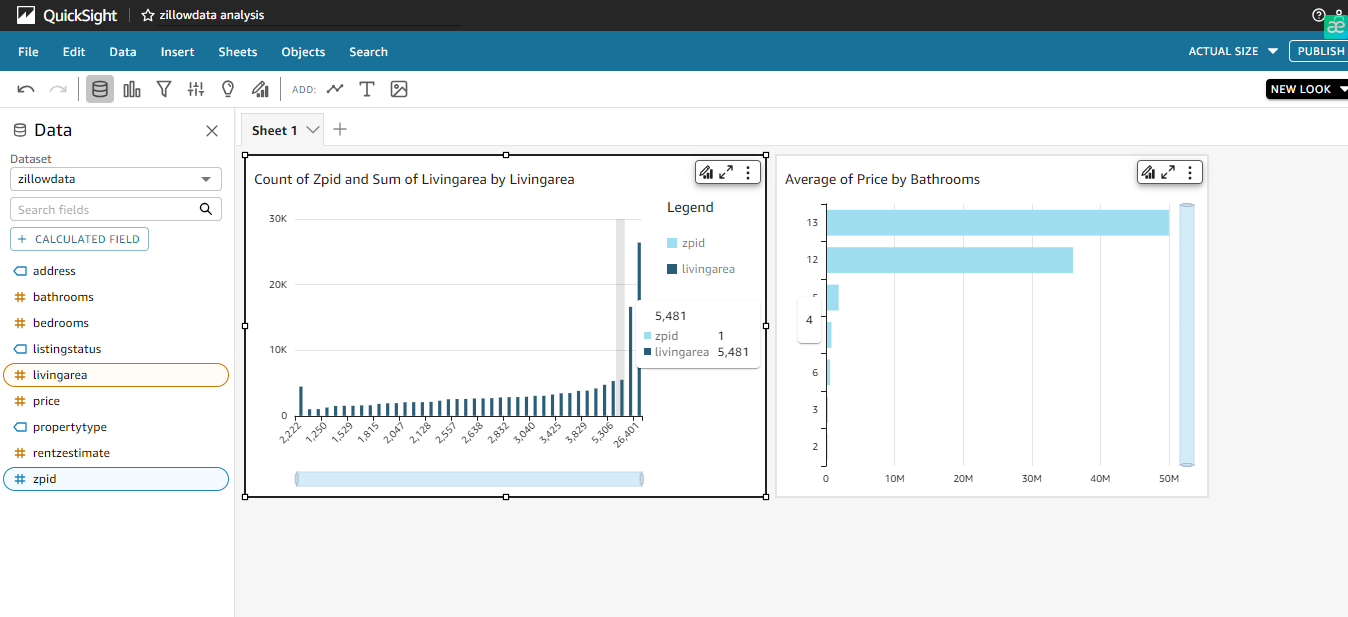 QuickSight zillowdata analysis
æ
File Edit Data Insert Sheets Objects Search ACTUAL SIZE PUBLISH
ADD: NEW LOOK
Data
Dataset
zillowdata
Search fields
+ CALCULATED FIELD
address
bathrooms
bedrooms
listingstatus
livingarea
price
propertytype
rentzestimate
zpid
Sheet 1
Count of Zpid and Sum of Livingarea by Livingarea
30K
20K
10K
0
2,222 1,250 1,529 1,815 2,047 2,128 2,557 2,638 2,832 3,040 3,425 3,829 5,306 26,401
Legend
zpid
livingarea
5,481
zpid 1
livingarea 5,481
Average of Price by Bathrooms
13
12
4
6
3
2
0 10M 20M 30M 40M 50M